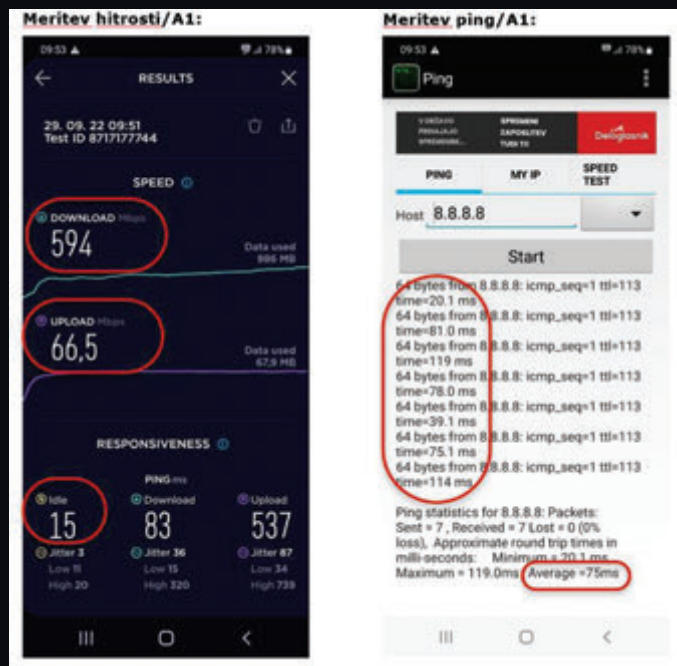 Meritev hitrosti/A1:
09:53
78%
RESULTS
29. 09. 22 09:51
Test ID 8717177744
SPEED
DOWNLOAD Mbps
594
Data used
986 MB
UPLOAD Mbps
66,5
Data used
67,9 MB
RESPONSIVENESS
PING ms
Idle
Download
Upload
15
83
537
Jitter 3
Jitter 36
Jitter 87
Low 11
Low 15
Low 34
High 20
High 320
High 739
Meritev ping/A1:
09:53
78%
Ping
V DRŽAVO
PRIHAJAJO
SPREMENI
ZAPOSLITEV
TUDI TI!
Deloglasnik
PING
MY IP
SPEED
TEST
Host 8.8.8.8
Start
64 bytes from 8.8.8.8: icmp_seq=1 ttl=113
time=20.1 ms
64 bytes from 8.8.8.8: icmp_seq=1 ttl=113
time=81.0 ms
64 bytes from 8.8.8.8: icmp_seq=1 ttl=113
time=119 ms
64 bytes from 8.8.8.8: icmp_seq=1 ttl=113
time=78.0 ms
64 bytes from 8.8.8.8: icmp_seq=1 ttl=113
time=39.1 ms
64 bytes from 8.8.8.8: icmp_seq=1 ttl=113
time=75.1 ms
64 bytes from 8.8.8.8: icmp_seq=1 ttl=113
time=114 ms
Ping statistics for 8.8.8.8: Packets:
Sent = 7 , Received = 7 Lost = 0 (0%
loss), Approximate round trip times in
milli-seconds: Minimum = 20.1 ms,
Maximum = 119.0ms, Average =75ms